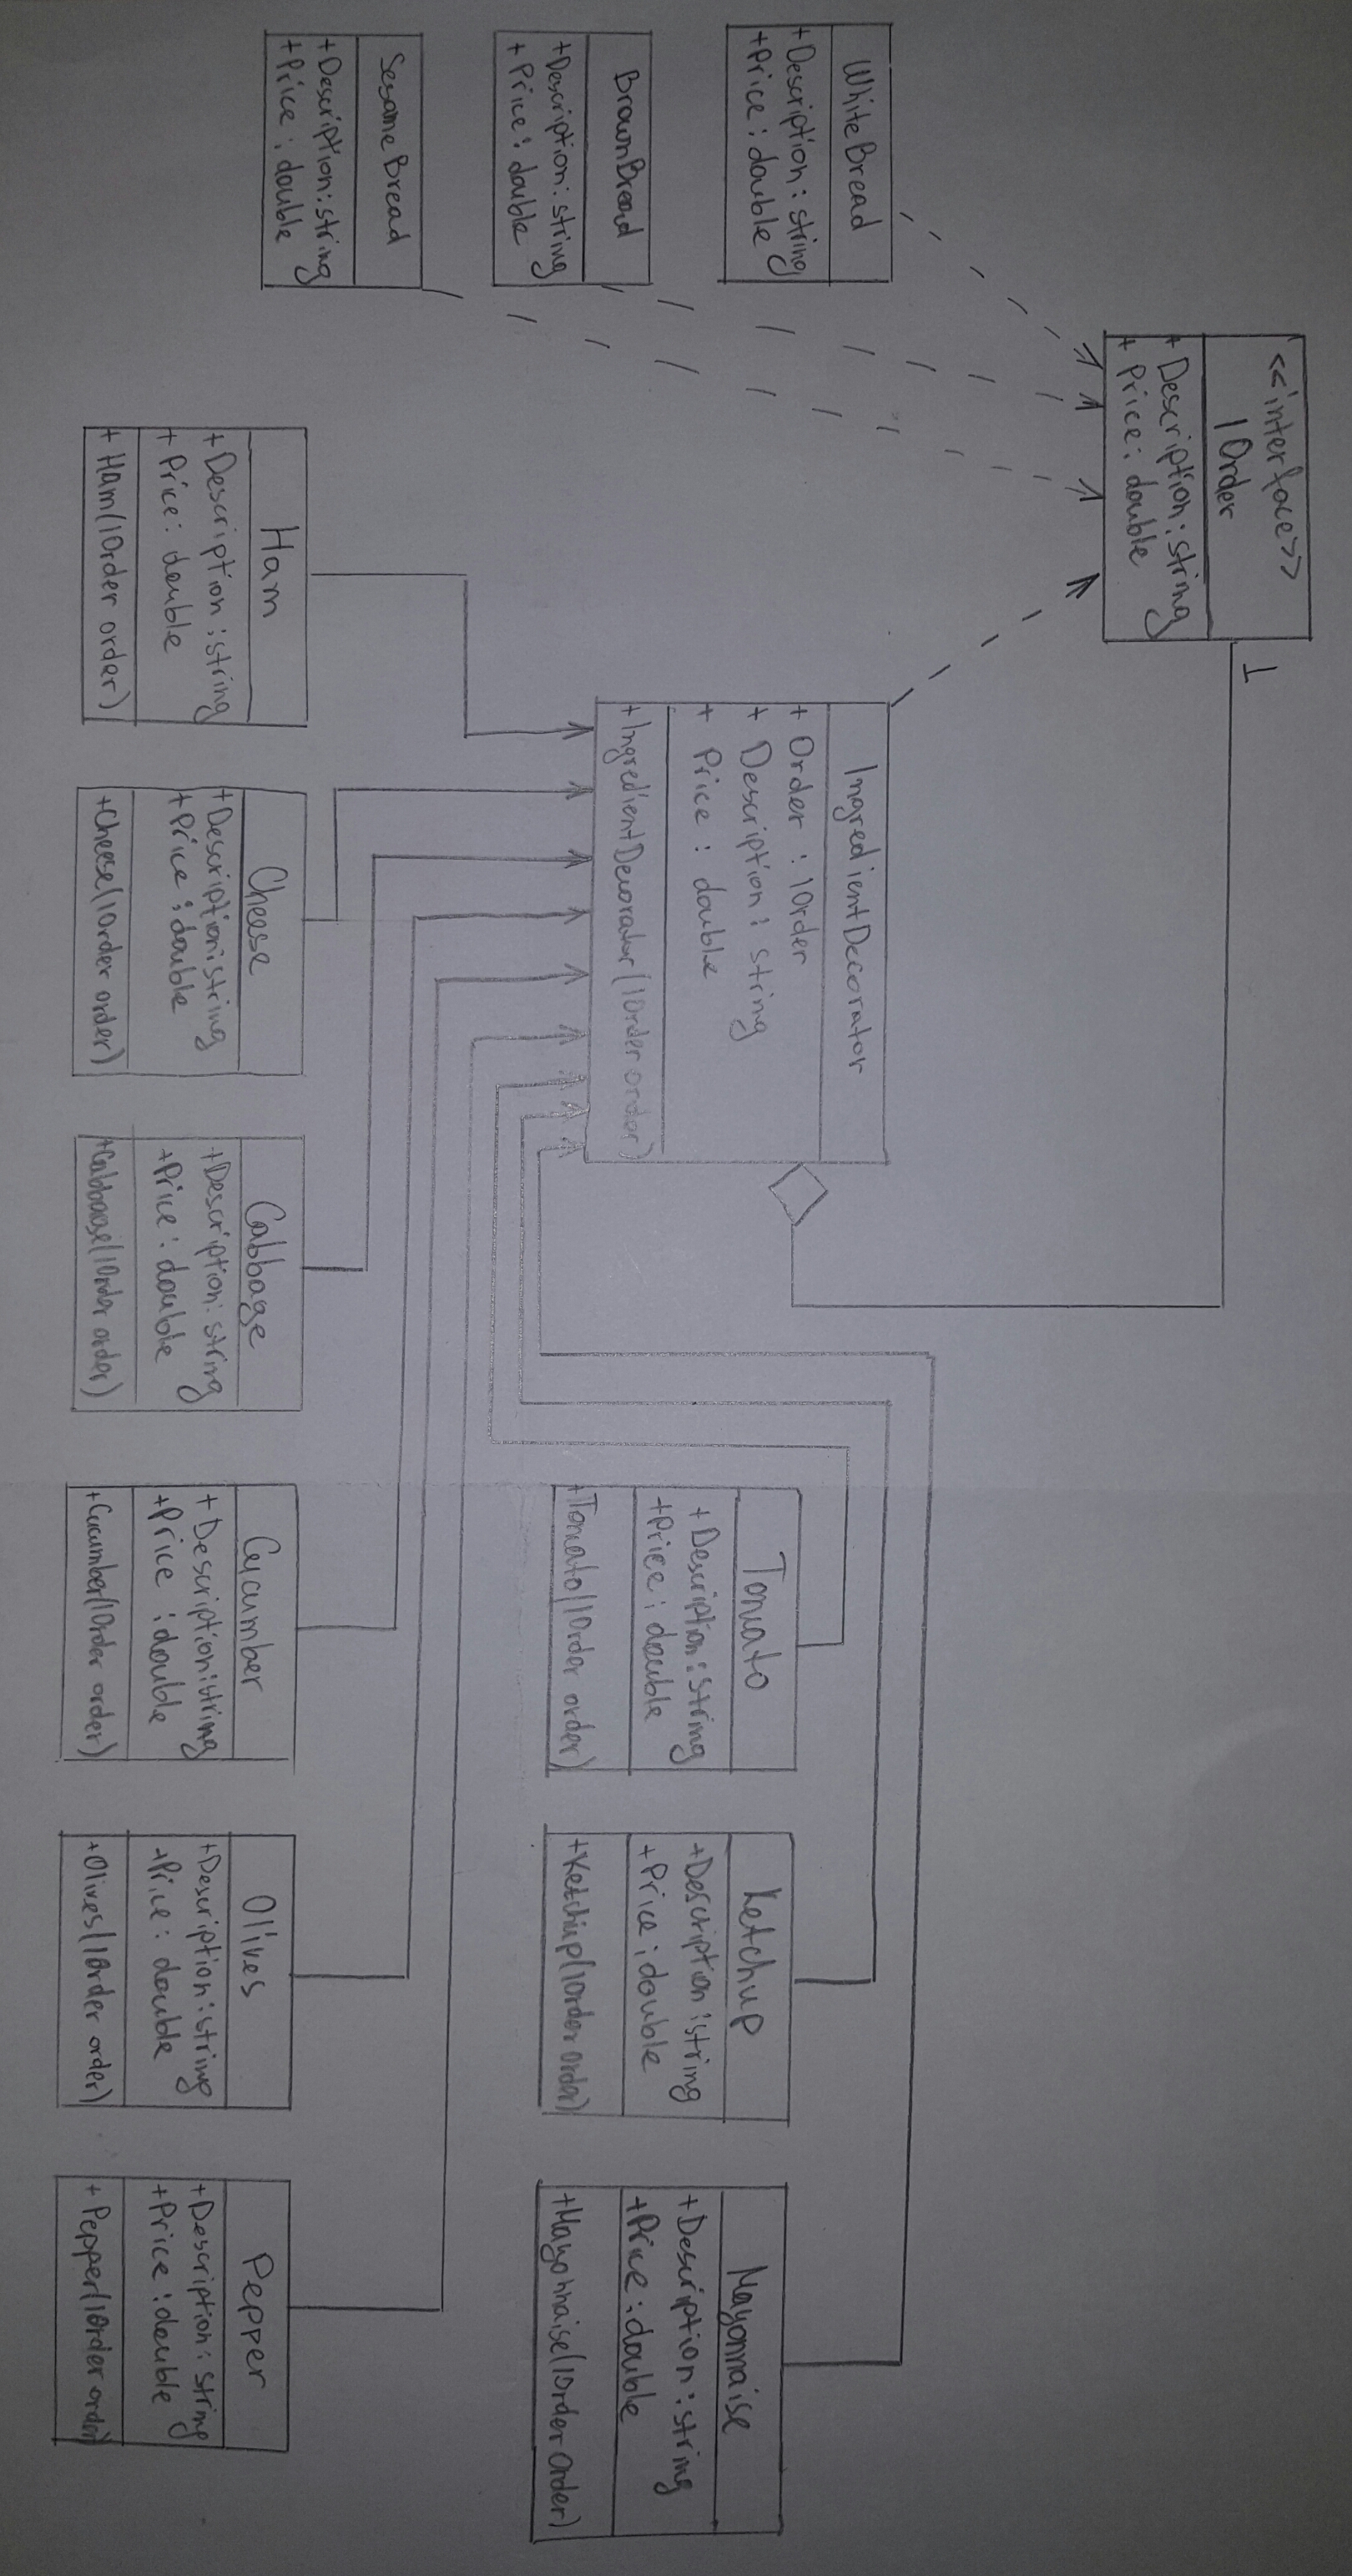 <<interface>>
IOrder
+ Description : string
+ Price : double
1
WhiteBread
+Description : string
+Price : double
BrownBread
+Description : string
+ Price : double
SesameBread
+Description : string
+Price : double
IngredientDecorator
+ Order : IOrder
+ Description : string
+ Price : double
+IngredientDecorator(IOrder order)
Tomato
+Description : string
+Price : double
+Tomato(IOrder order)
Ketchup
+Description : string
+Price : double
+Ketchup(IOrder order)
Mayonnaise
+Description : string
+Price : double
+Mayonnaise(IOrder Order)
Ham
+Description : string
+ Price : double
+ Ham(IOrder order)
Cheese
+Description : string
+Price : double
+Cheese(IOrder order)
Cabbage
+Description : string
+Price : double
+Cabbage(IOrder order)
Cucumber
+ Description : string
+Price : double
+Cucumber(IOrder order)
Olives
+Description : string
+Price : double
+Olives(IOrder order)
Pepper
+Description : string
+Price : double
+ Pepper(IOrder order)